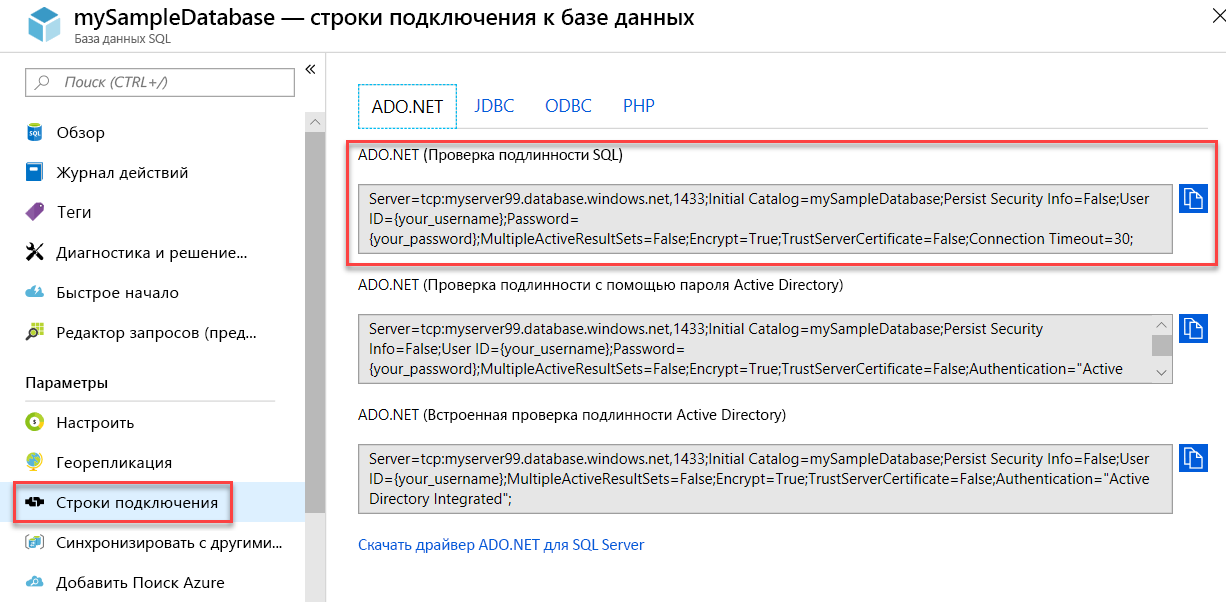 mySampleDatabase — строки подключения к базе данных
База данных SQL
Поиск (CTRL+/)
Обзор
Журнал действий
Теги
Диагностика и решение...
Быстрое начало
Редактор запросов (пред...
Параметры
Настроить
Георепликация
Строки подключения
Синхронизировать с другими...
Добавить Поиск Azure
ADO.NET JDBC ODBC PHP
ADO.NET (Проверка подлинности SQL)
Server=tcp:myserver99.database.windows.net,1433;Initial Catalog=mySampleDatabase;Persist Security Info=False;User
ID={your_username};Password=
{your_password};MultipleActiveResultSets=False;Encrypt=True;TrustServerCertificate=False;Connection Timeout=30;
ADO.NET (Проверка подлинности с помощью пароля Active Directory)
Server=tcp:myserver99.database.windows.net,1433;Initial Catalog=mySampleDatabase;Persist Security
Info=False;User ID={your_username};Password=
{your_password};MultipleActiveResultSets=False;Encrypt=True;TrustServerCertificate=False;Authentication="Active
ADO.NET (Встроенная проверка подлинности Active Directory)
Server=tcp:myserver99.database.windows.net,1433;Initial Catalog=mySampleDatabase;Persist Security Info=False;User
ID={your_username};MultipleActiveResultSets=False;Encrypt=True;TrustServerCertificate=False;Authentication="Active
Directory Integrated";
Скачать драйвер ADO.NET для SQL Server